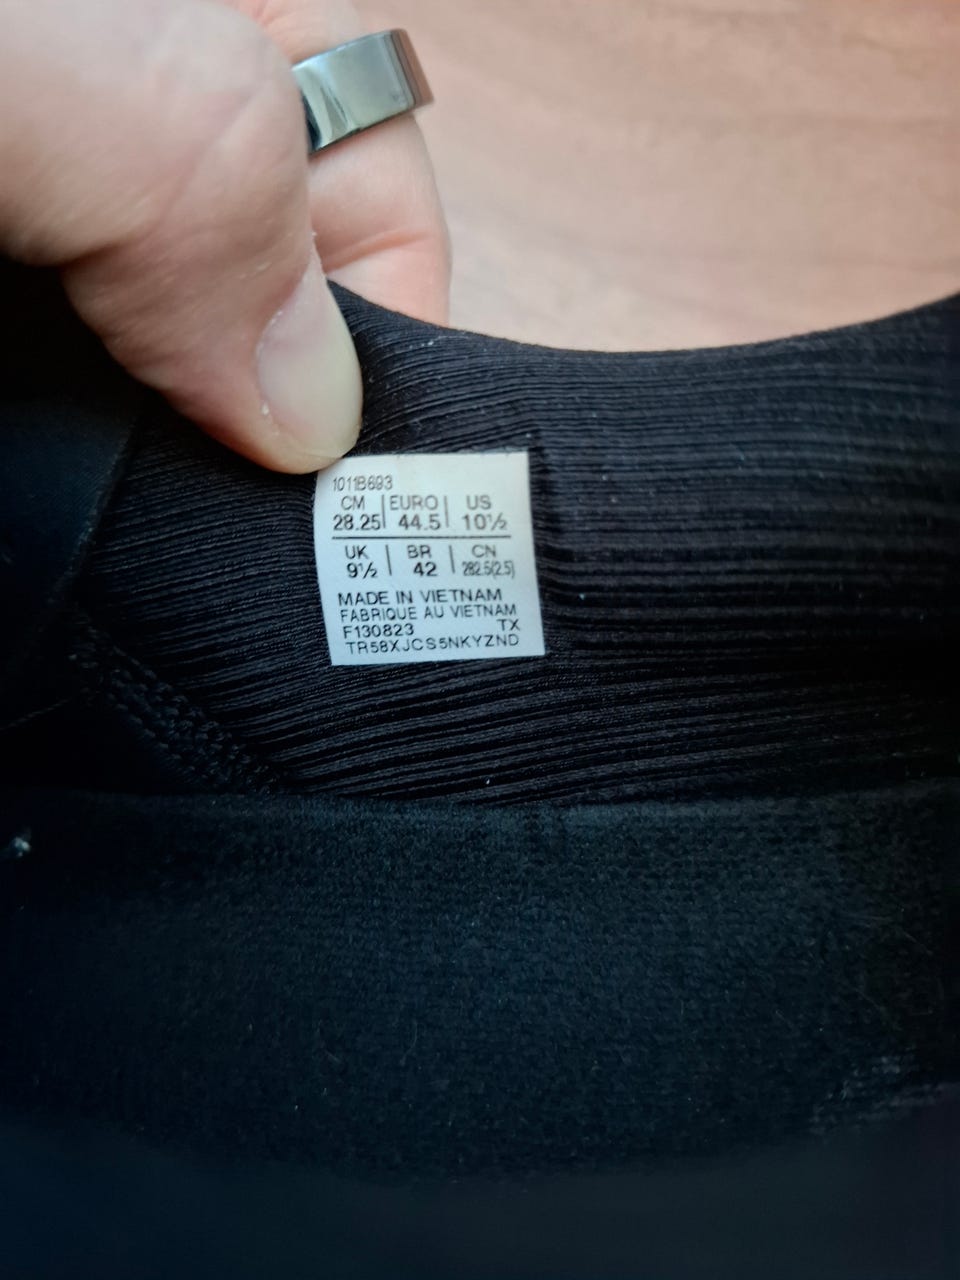 1011B693
CM | EURO | US
28.25 | 44.5 | 10½
UK | BR | CN
9½ | 42 | 282.5(2.5)
MADE IN VIETNAM
FABRIQUE AU VIETNAM
F130823 TX
TR58XJCS5NKYZND